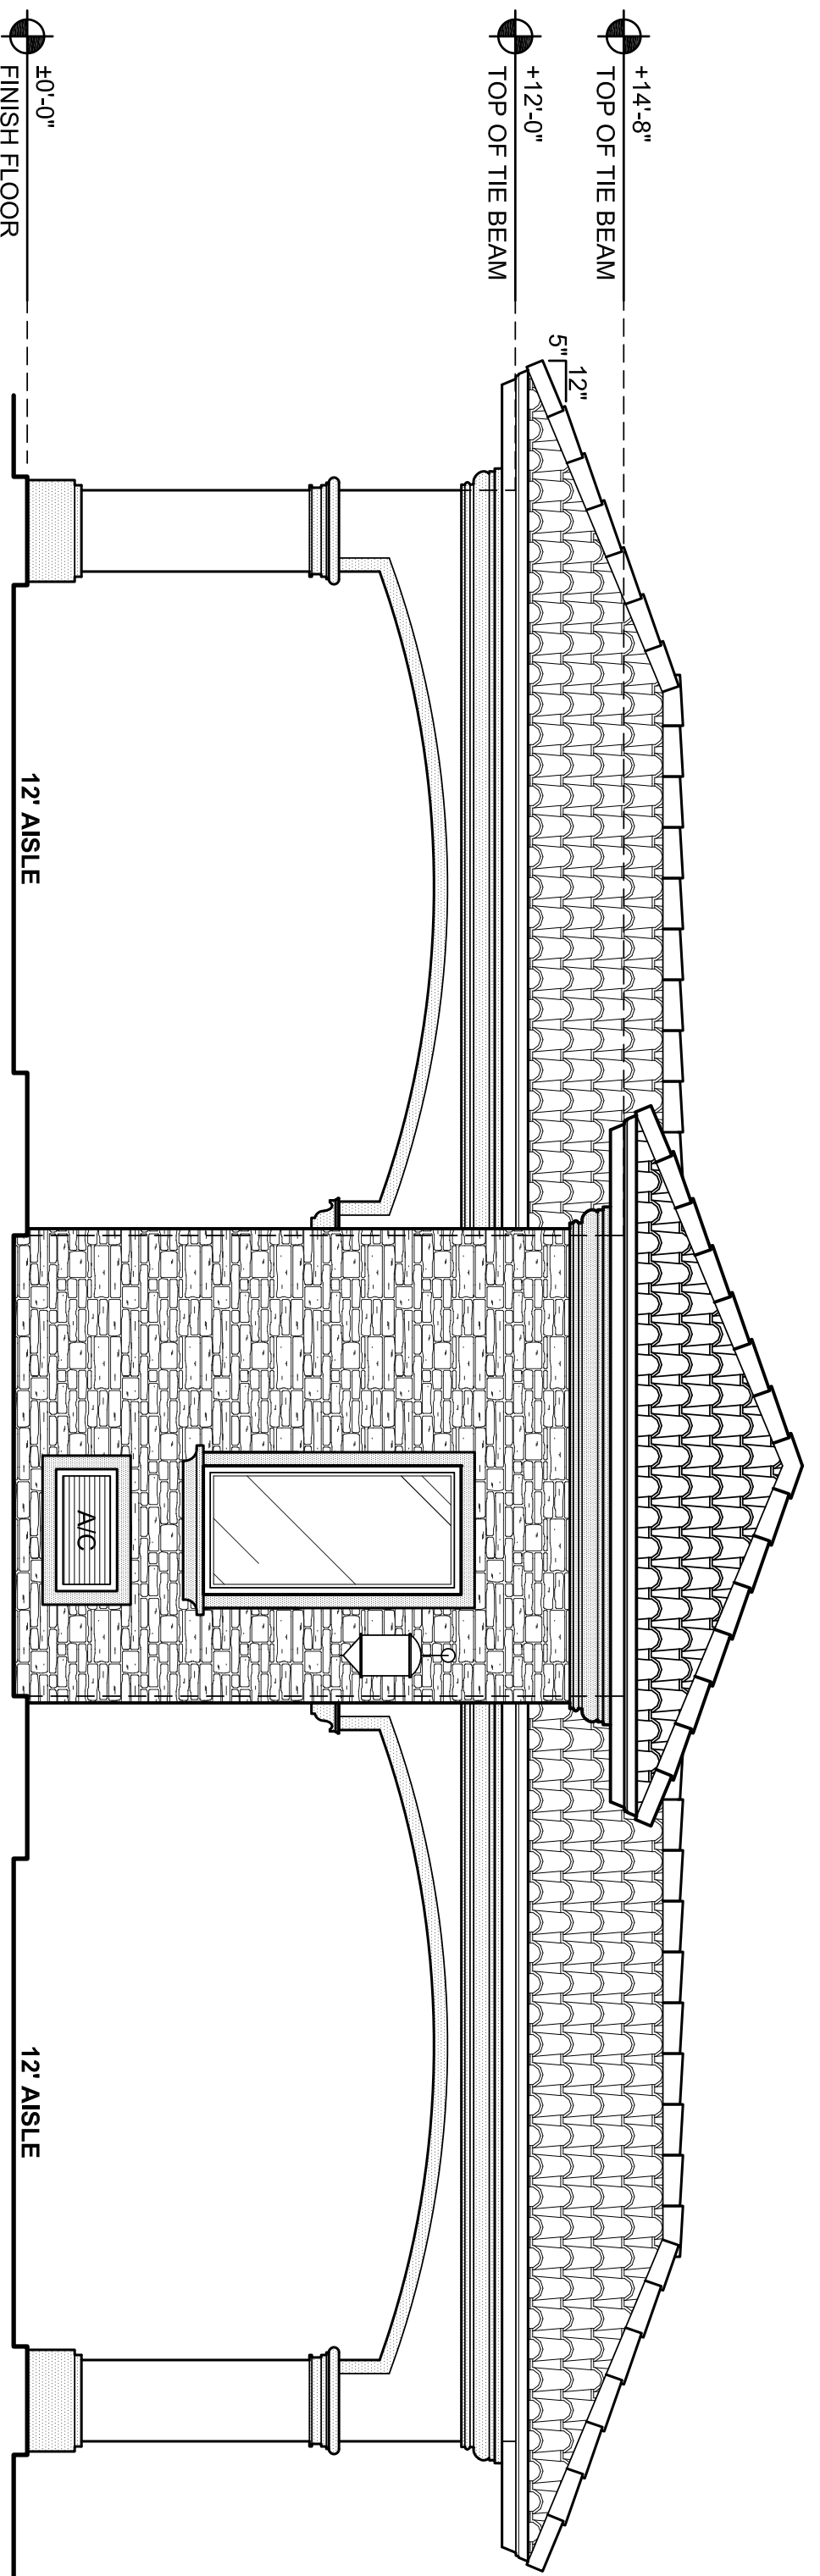 +14'-8"
TOP OF TIE BEAM
+12'-0"
TOP OF TIE BEAM
12"
5"
A/C
±0'-0"
FINISH FLOOR
12' AISLE
12' AISLE